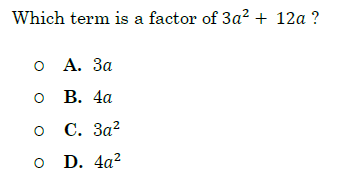 Which term is a factor of 3a² + 12a ?
A. 3a
B. 4a
C. 3a²
D. 4a²